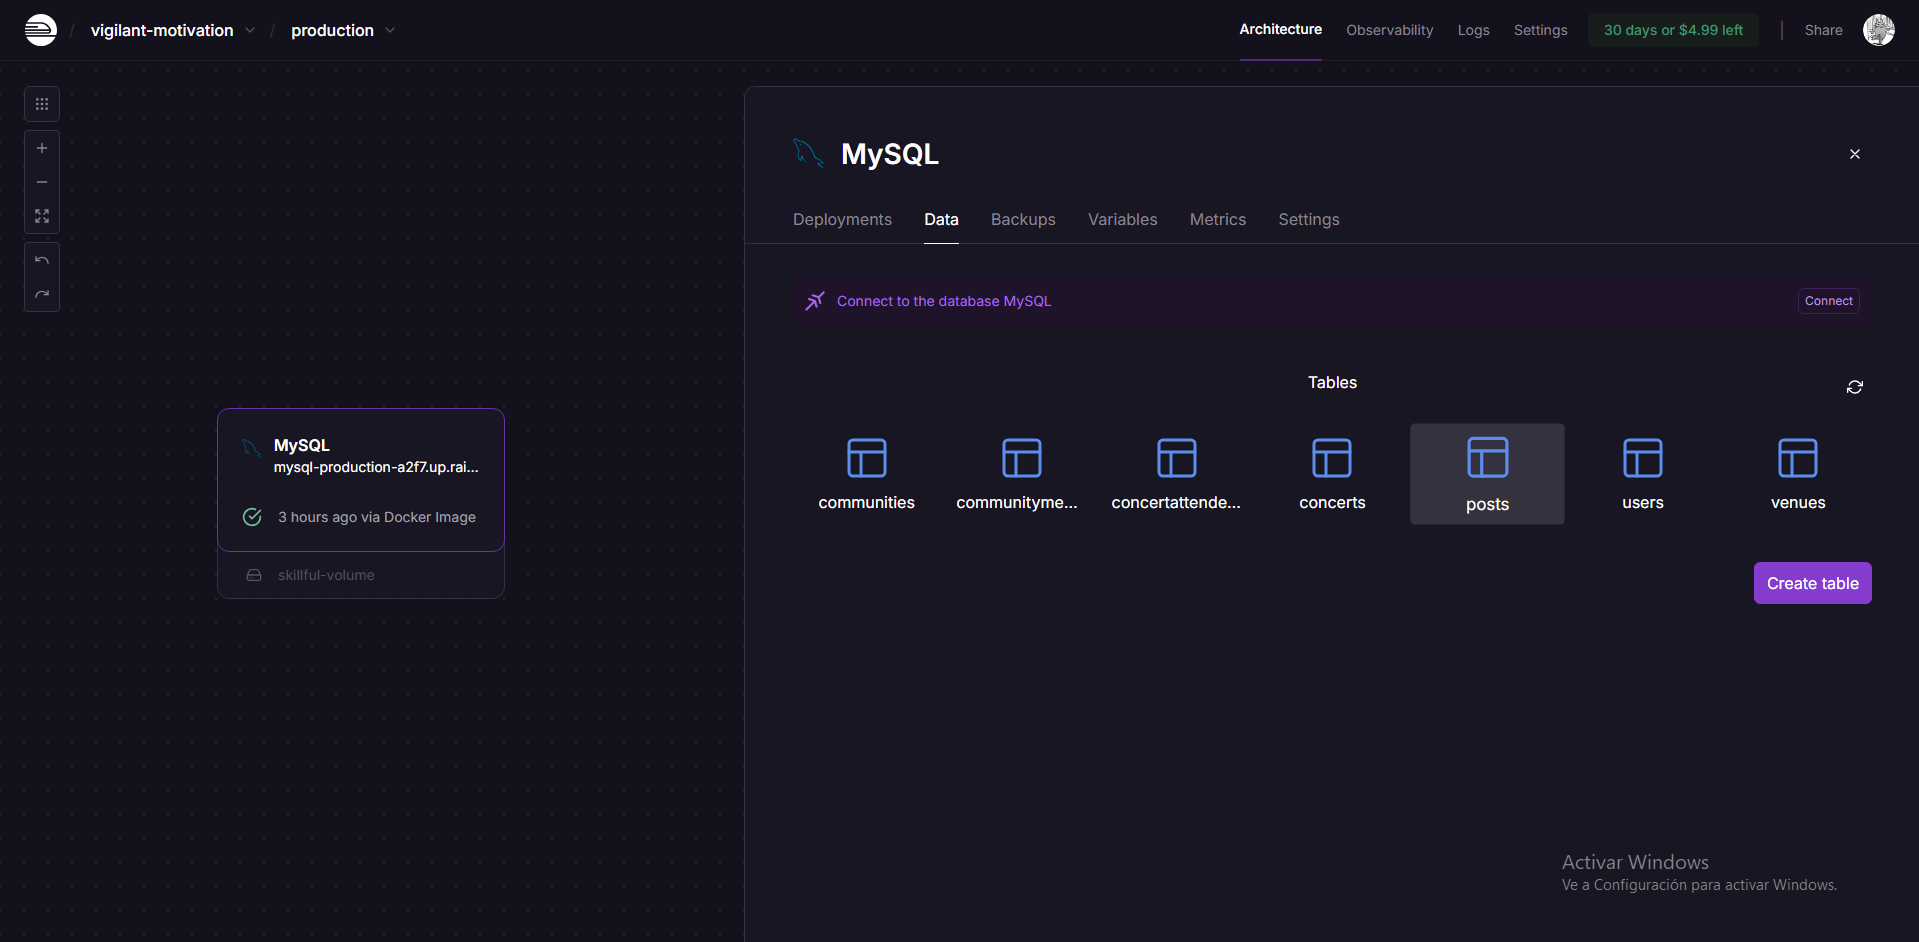 / vigilant-motivation / production
Architecture Observability Logs Settings 30 days or $4.99 left Share
MySQL
Deployments Data Backups Variables Metrics Settings
Connect to the database MySQL Connect
Tables
communities communityme... concertattende... concerts posts users venues
Create table
MySQL
mysql-production-a2f7.up.rai...
3 hours ago via Docker Image
skillful-volume
Activar Windows
Ve a Configuración para activar Windows.